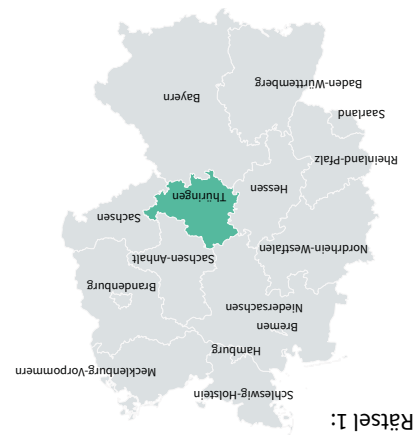 Rätsel 1:
Schleswig-Holstein
Mecklenburg-Vorpommern
Hamburg
Bremen
Niedersachsen
Brandenburg
Sachsen-Anhalt
Nordrhein-Westfalen
Sachsen
Thüringen
Hessen
Rheinland-Pfalz
Saarland
Bayern
Baden-Württemberg